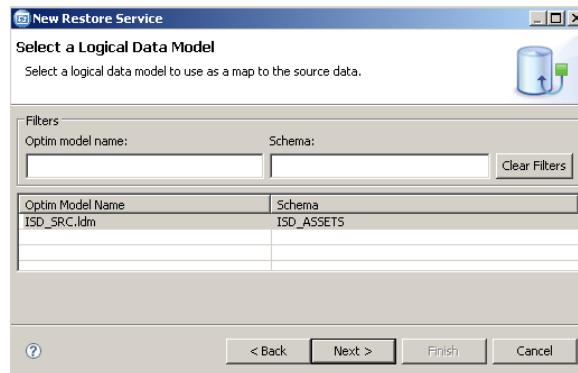 New Restore Service
Select a Logical Data Model
Select a logical data model to use as a map to the source data.
Filters
Optim model name: Schema:
Clear Filters
Optim Model Name Schema
ISD_SRC.ldm ISD_ASSETS
? < Back Next > Finish Cancel